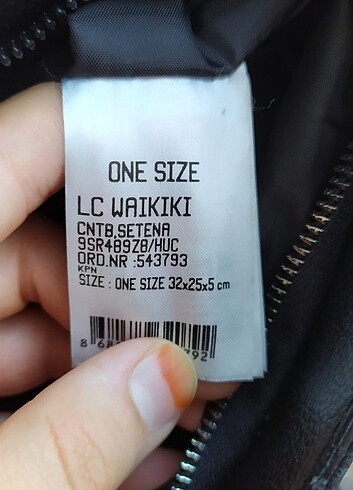 ONE SIZE
LC WAIKIKI
CNTB,SETENA
9SR489Z8/HUC
ORD.NR :543793
KPN
SIZE : ONE SIZE 32x25x5 cm